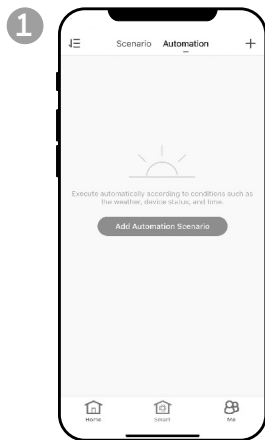 1
Scenario Automation +
Execute automatically according to conditions such as
the weather, device status, and time.
Add Automation Scenario
Home Smart Me